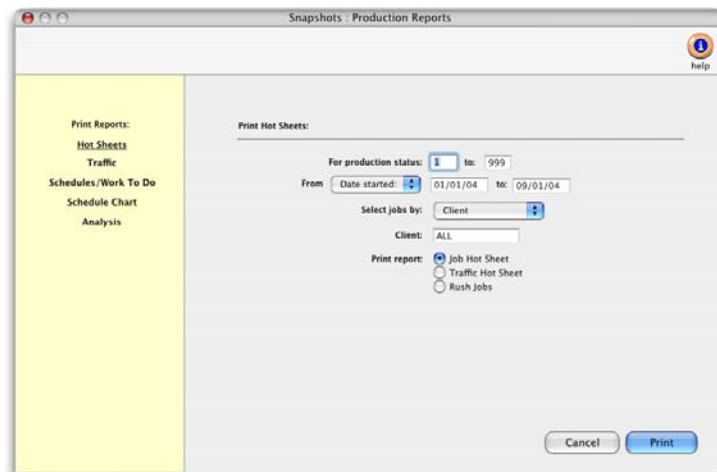 Snapshots : Production Reports
help
Print Reports:
Hot Sheets
Traffic
Schedules/Work To Do
Schedule Chart
Analysis
Print Hot Sheets:
For production status: 1 to: 999
From Date started: 01/01/04 to: 09/01/04
Select jobs by: Client
Client: ALL
Print report: Job Hot Sheet
Traffic Hot Sheet
Rush Jobs
Cancel Print